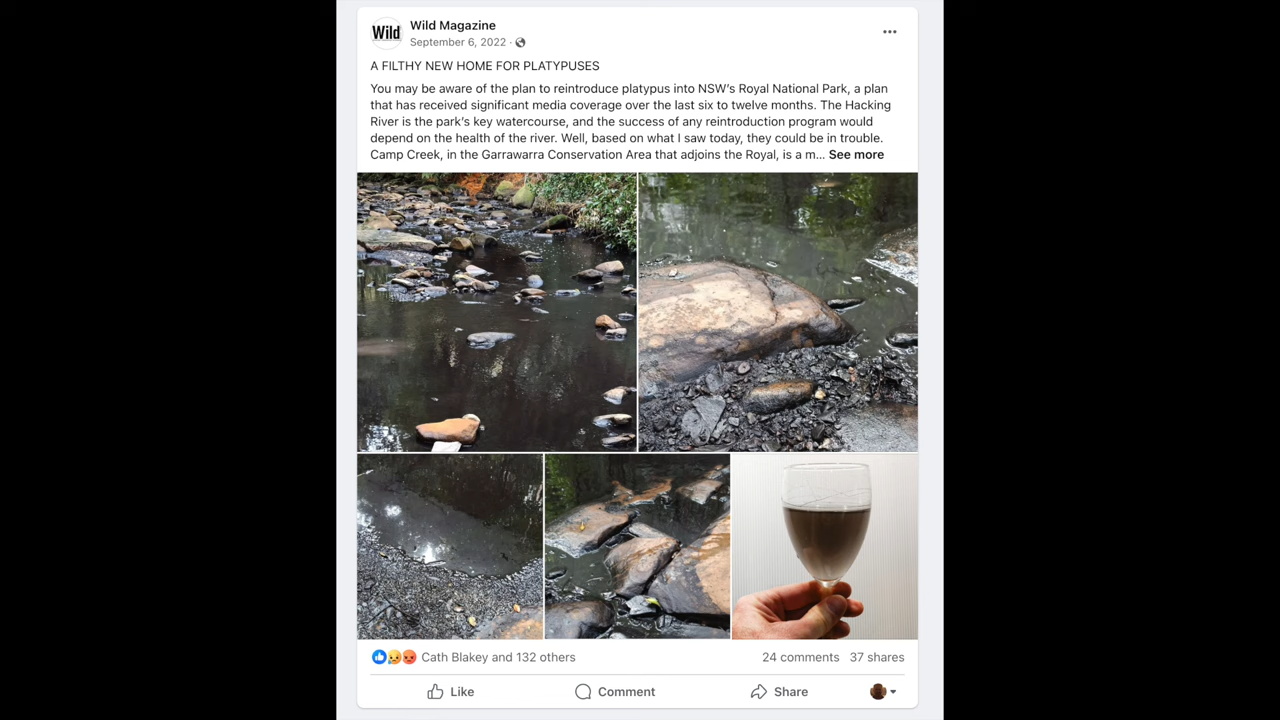 Wild
Wild Magazine
September 6, 2022 ·
A FILTHY NEW HOME FOR PLATYPUSES
You may be aware of the plan to reintroduce platypus into NSW's Royal National Park, a plan
that has received significant media coverage over the last six to twelve months. The Hacking
River is the park's key watercourse, and the success of any reintroduction program would
depend on the health of the river. Well, based on what I saw today, they could be in trouble.
Camp Creek, in the Garrawarra Conservation Area that adjoins the Royal, is a m... See more
Cath Blakey and 132 others
24 comments 37 shares
Like
Comment
Share